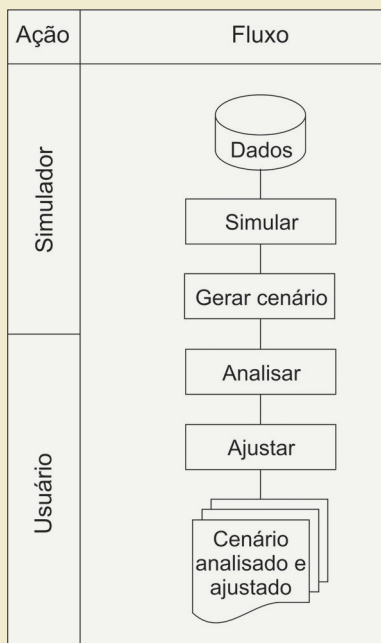 Ação
Fluxo
Simulador
Dados
Simular
Gerar cenário
Usuário
Analisar
Ajustar
Cenário
analisado e
ajustado